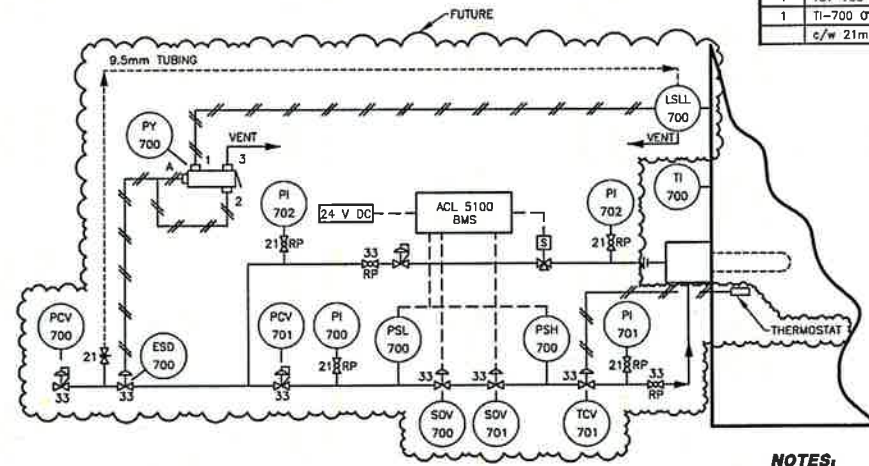 FUTURE
1
1 TI-700
c/w 21m
9.5mm TUBING
LSLL
700
PY
700
1 3
VENT
VENT
A
2
TI
700
PI
702
24 V DC
ACL 5100
BMS
PI
702
21 RP
33
RP
S
21 RP
THERMOSTAT
PCV
700
21
ESD
700
PCV
701
PI
700
21 RP
PSL
700
PSH
700
PI
701
21 RP
33
33
33
33
33
33
33
RP
SDV
700
SDV
701
TCV
701
NOTES: